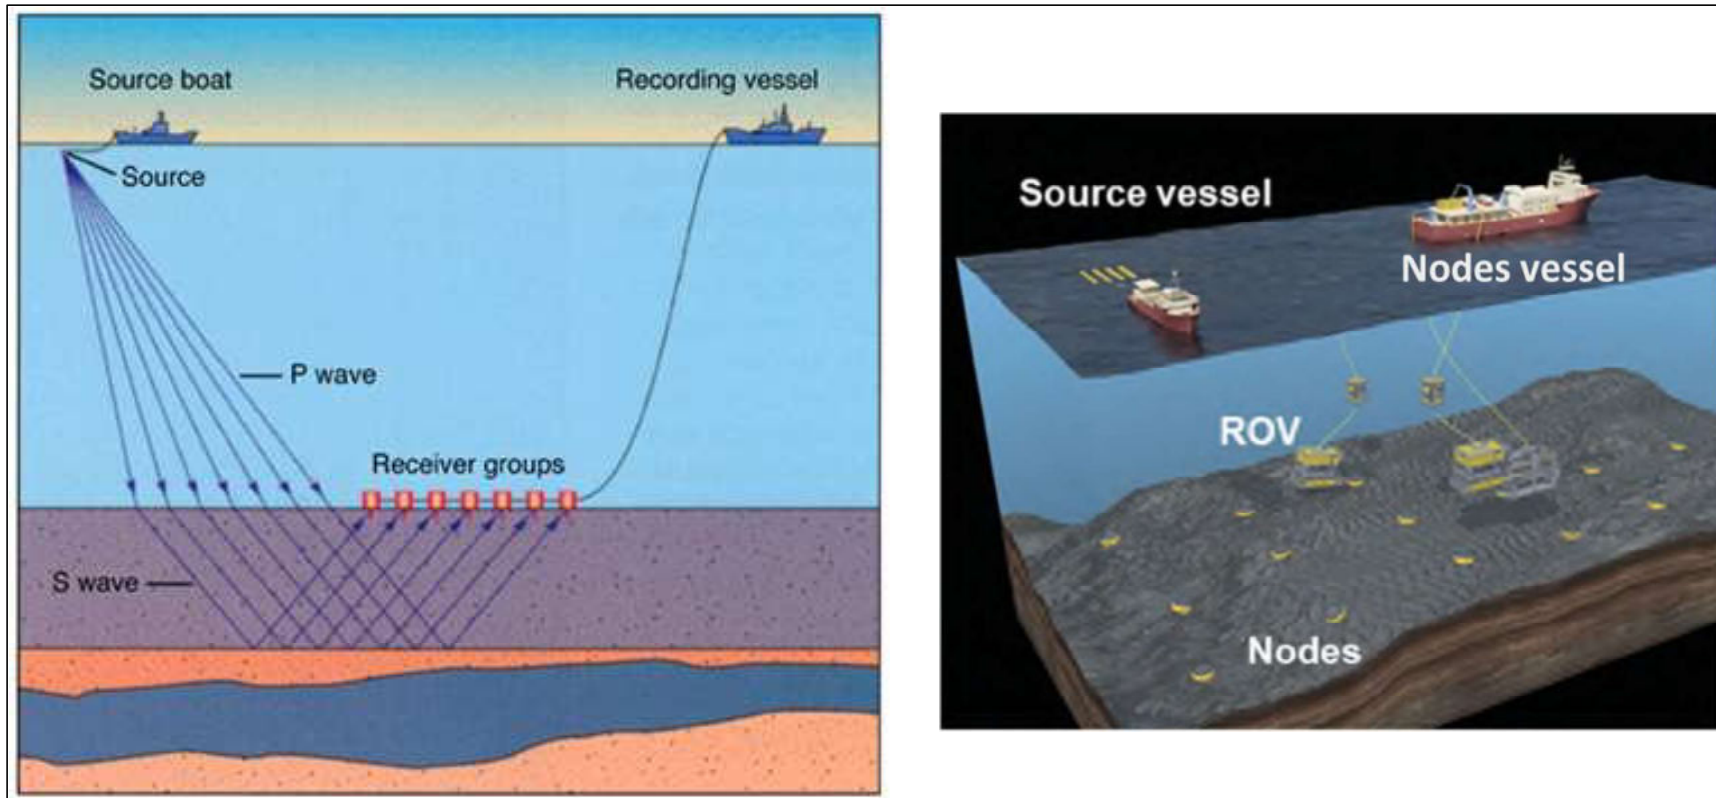 Source boat
Recording vessel
Source
P wave
Receiver groups
S wave
Source vessel
Nodes vessel
ROV
Nodes